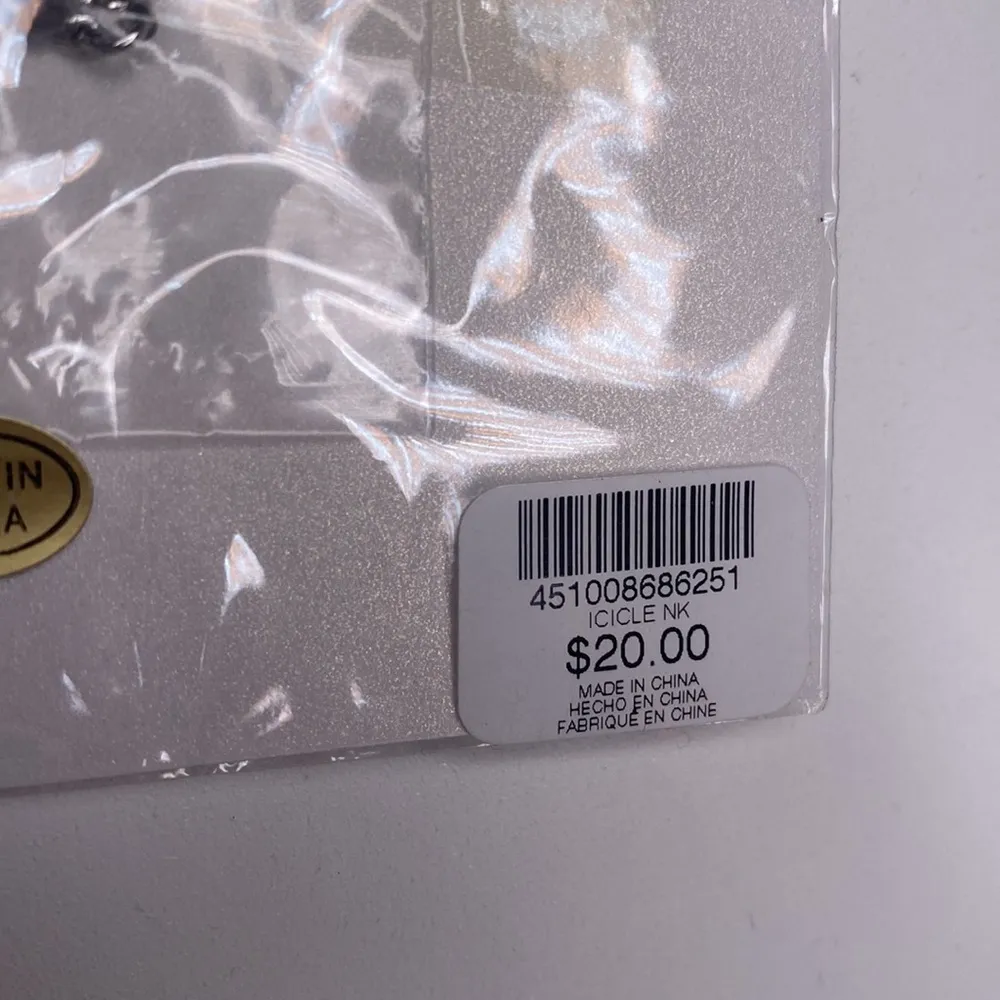 IN
A
451008686251
ICICLE NK
$20.00
MADE IN CHINA
HECHO EN CHINA
FABRIQUÉ EN CHINE